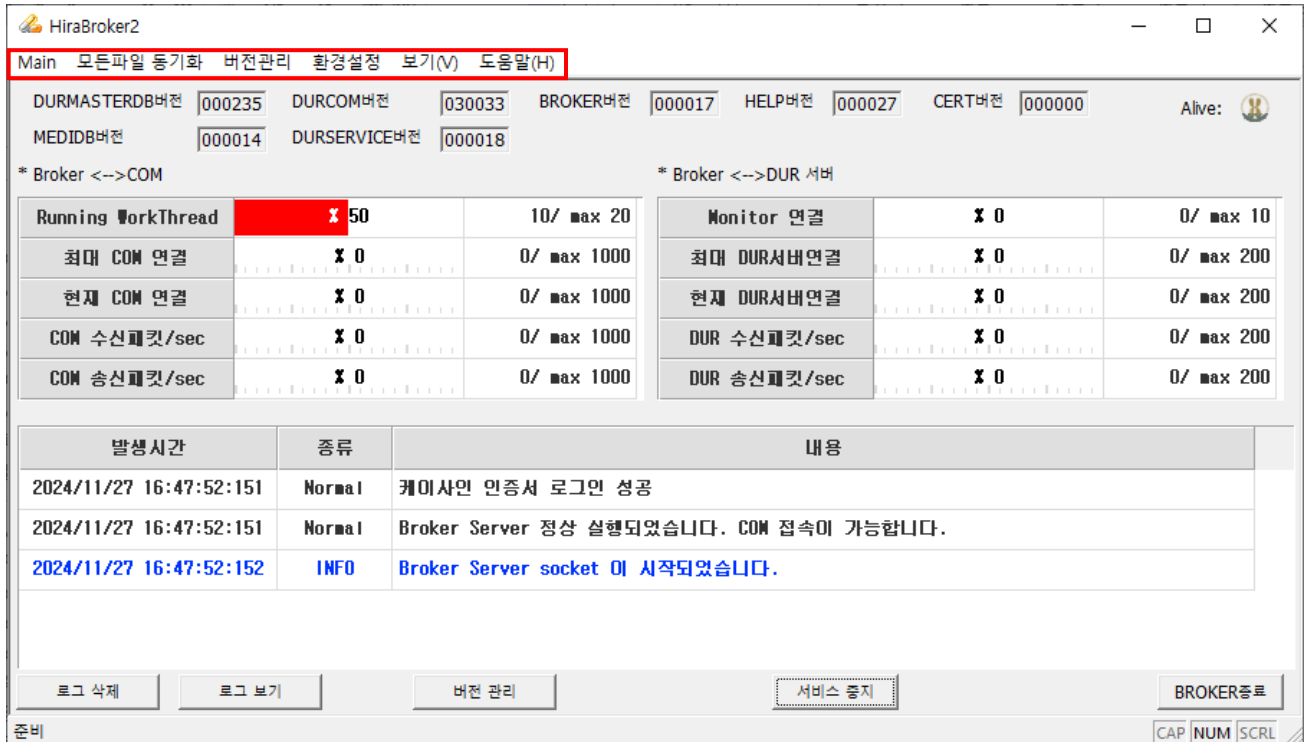 HiraBroker2
Main 모든파일 동기화 버전관리 환경설정 보기(V) 도움말(H)
DURMASTERDB버전 000235 DURCOM버전 030033 BROKER버전 000017 HELP버전 000027 CERT버전 000000 Alive:
MEDIDB버전 000014 DURSERVICE버전 000018
* Broker <-->COM * Broker <-->DUR 서버
Running WorkThread % 50 10/ max 20 Monitor 연결 % 0 0/ max 10
최대 COM 연결 % 0 0/ max 1000 최대 DUR서버연결 % 0 0/ max 200
현재 COM 연결 % 0 0/ max 1000 현재 DUR서버연결 % 0 0/ max 200
COM 수신패킷/sec % 0 0/ max 1000 DUR 수신패킷/sec % 0 0/ max 200
COM 송신패킷/sec % 0 0/ max 1000 DUR 송신패킷/sec % 0 0/ max 200
발생시간 종류 내용
2024/11/27 16:47:52:151 Normal 케이사인 인증서 로그인 성공
2024/11/27 16:47:52:151 Normal Broker Server 정상 실행되었습니다. COM 접속이 가능합니다.
2024/11/27 16:47:52:152 INFO Broker Server socket 이 시작되었습니다.
로그 삭제 로그 보기 버전 관리 서비스 중지 BROKER종료
준비 CAP NUM SCRL